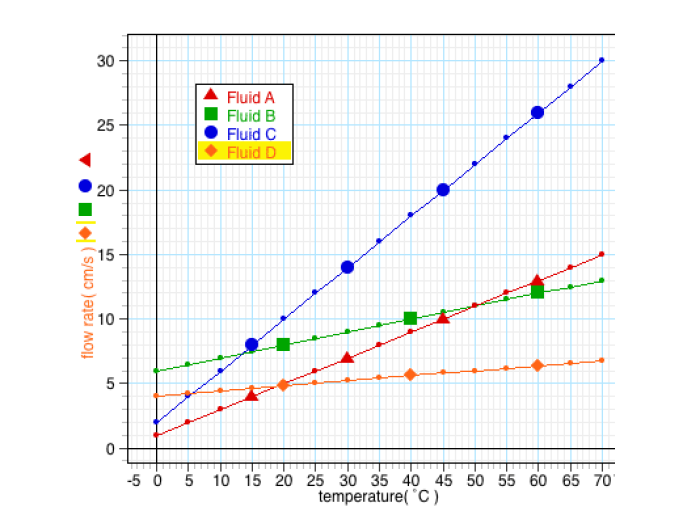 30
25
20
15
10
5
0
flow rate( cm/s )
Fluid A
Fluid B
Fluid C
Fluid D
-5 0 5 10 15 20 25 30 35 40 45 50 55 60 65 70
temperature( °C )